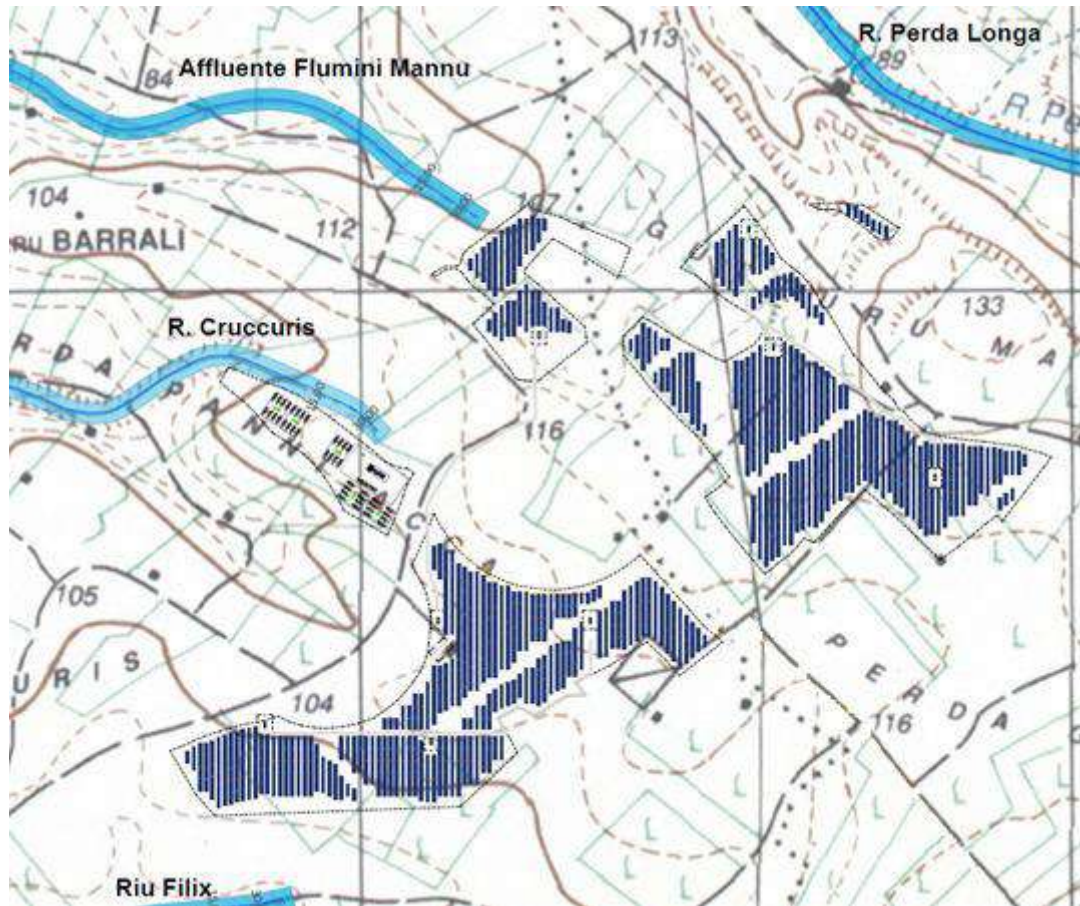 R. Perda Longa
113
89
Affluente Flumini Mannu
84
R. Pe
104
107
112
G
RU BARRALI
U
133
R. Cruccuris
U
R
U
M
A
R D A
P A N N
116
C
A
105
P E R D A
U R I S
104
116
Riu Filix